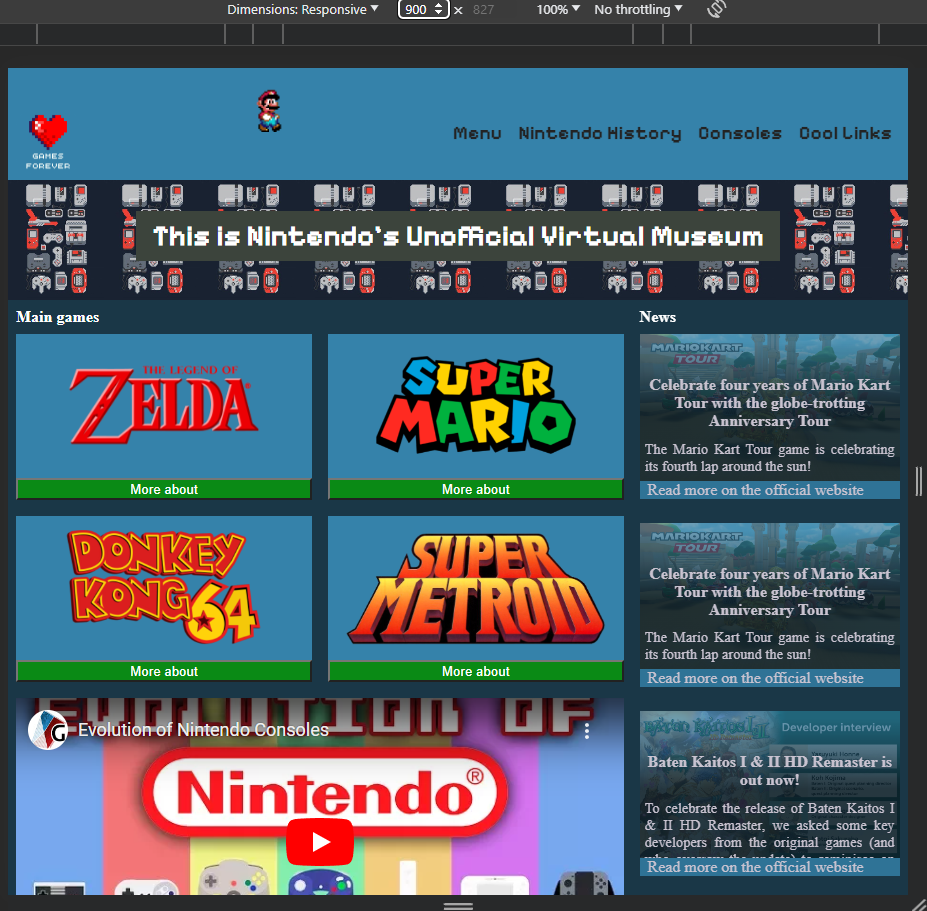 Dimensions: Responsive 900 × 827 100% No throttling
GAMES
FOREVER
Menu Nintendo History Consoles Cool Links
This is Nintendo's Unofficial Virtual Museum
Main games
THE LEGEND OF
ZELDA
More about
SUPER
MARIO
More about
DONKEY
KONG
64
More about
SUPER
METROID
More about
EVOLUTION OF
Evolution of Nintendo Consoles
Nintendo®
News
MARIOKART
TOUR
Celebrate four years of Mario Kart
Tour with the globe-trotting
Anniversary Tour
The Mario Kart Tour game is celebrating
its fourth lap around the sun!
Read more on the official website
MARIOKART
TOUR
Celebrate four years of Mario Kart
Tour with the globe-trotting
Anniversary Tour
The Mario Kart Tour game is celebrating
its fourth lap around the sun!
Read more on the official website
Developer interview
Baten Kaitos I & II HD Remaster is
out now!
To celebrate the release of Baten Kaitos I
& II HD Remaster, we asked some key
developers from the original games (and
Read more on the official website